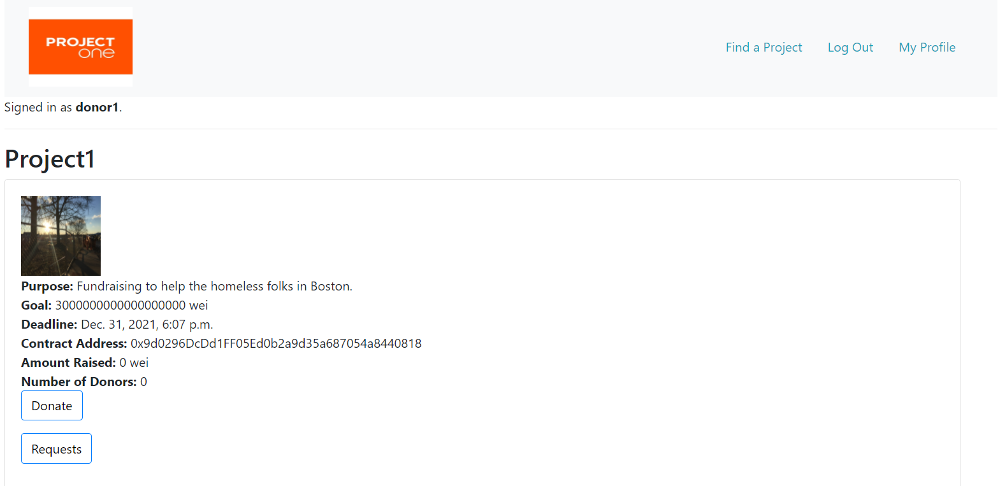 PROJECT
one
Find a Project Log Out My Profile
Signed in as donor1.
Project1
Purpose: Fundraising to help the homeless folks in Boston.
Goal: 3000000000000000000 wei
Deadline: Dec. 31, 2021, 6:07 p.m.
Contract Address: 0x9d0296DcDd1FF05Ed0b2a9d35a687054a8440818
Amount Raised: 0 wei
Number of Donors: 0
Donate
Requests